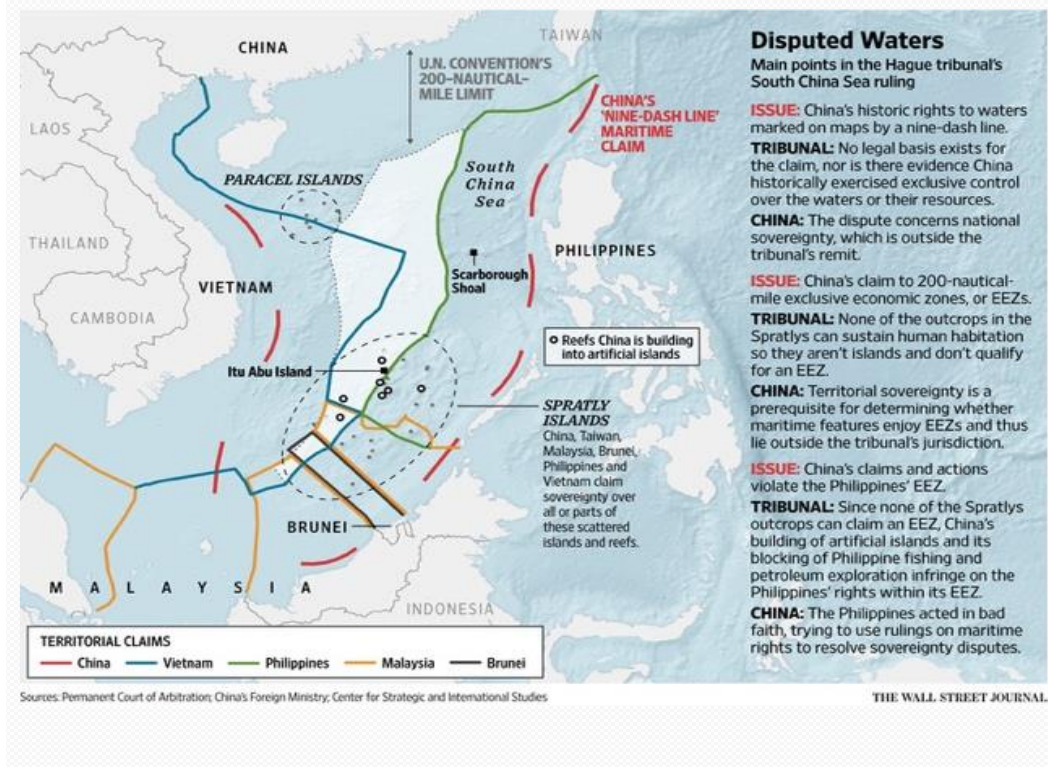 CHINA
TAIWAN
U.N. CONVENTION'S
200-NAUTICAL-
MILE LIMIT
CHINA'S
'NINE-DASH LINE'
MARITIME
CLAIM
LAOS
PARACEL ISLANDS
South
China
Sea
THAILAND
PHILIPPINES
Scarborough
Shoal
VIETNAM
CAMBODIA
Reefs China is building
into artificial islands
Itu Abu Island
SPRATLY
ISLANDS
China, Taiwan,
Malaysia, Brunei,
Philippines and
Vietnam claim
sovereignty over
all or parts of
these scattered
islands and reefs.
BRUNEI
MALAYSIA
INDONESIA
TERRITORIAL CLAIMS
China Vietnam Philippines Malaysia Brunei
Disputed Waters
Main points in the Hague tribunal's
South China Sea ruling
ISSUE: China's historic rights to waters
marked on maps by a nine-dash line.
TRIBUNAL: No legal basis exists for
the claim, nor is there evidence China
historically exercised exclusive control
over the waters or their resources.
CHINA: The dispute concerns national
sovereignty, which is outside the
tribunal's remit.
ISSUE: China's claim to 200-nautical-
mile exclusive economic zones, or EEZs.
TRIBUNAL: None of the outcrops in the
Spratlys can sustain human habitation
so they aren't islands and don't qualify
for an EEZ.
CHINA: Territorial sovereignty is a
prerequisite for determining whether
maritime features enjoy EEZs and thus
lie outside the tribunal's jurisdiction.
ISSUE: China's claims and actions
violate the Philippines' EEZ.
TRIBUNAL: Since none of the Spratlys
outcrops can claim an EEZ, China's
building of artificial islands and its
blocking of Philippine fishing and
petroleum exploration infringe on the
Philippines' rights within its EEZ.
CHINA: The Philippines acted in bad
faith, trying to use rulings on maritime
rights to resolve sovereignty disputes.
Sources: Permanent Court of Arbitration; China's Foreign Ministry; Center for Strategic and International Studies
THE WALL STREET JOURNAL.